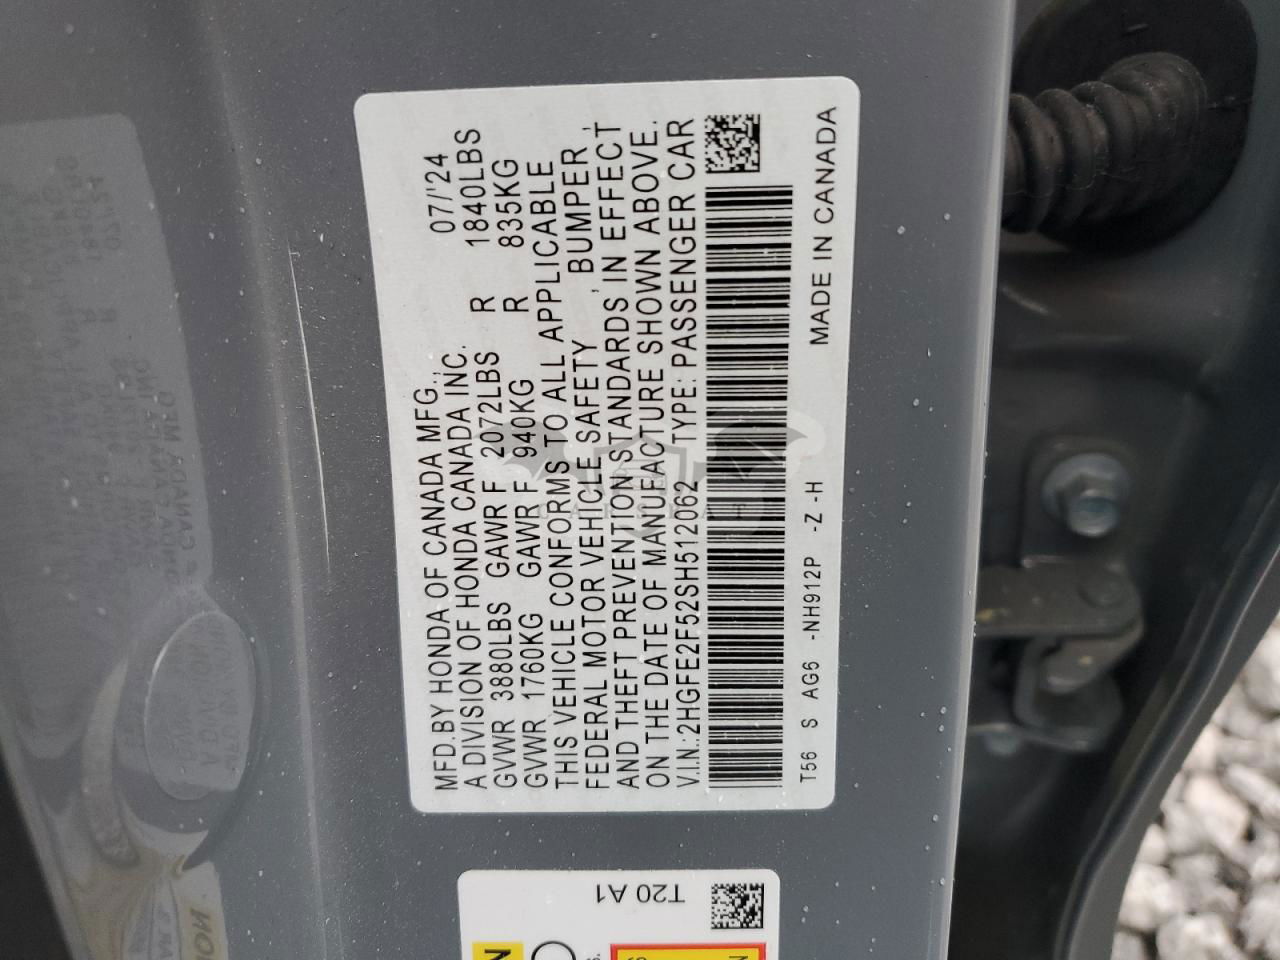 MFD.BY HONDA OF CANADA MFG., 07/'24
A DIVISION OF HONDA CANADA INC.
GVWR 3880LBS GAWR F 2072LBS R 1840LBS
GVWR 1760KG GAWR F 940KG R 835KG
THIS VEHICLE CONFORMS TO ALL APPLICABLE
FEDERAL MOTOR VEHICLE SAFETY , BUMPER ,
AND THEFT PREVENTION STANDARDS IN EFFECT
ON THE DATE OF MANUFACTURE SHOWN ABOVE.
V.I.N.:2HGFE2F52SH512062 TYPE: PASSENGER CAR
T56 S AG6 -NH912P -Z -H MADE IN CANADA
T20 A1